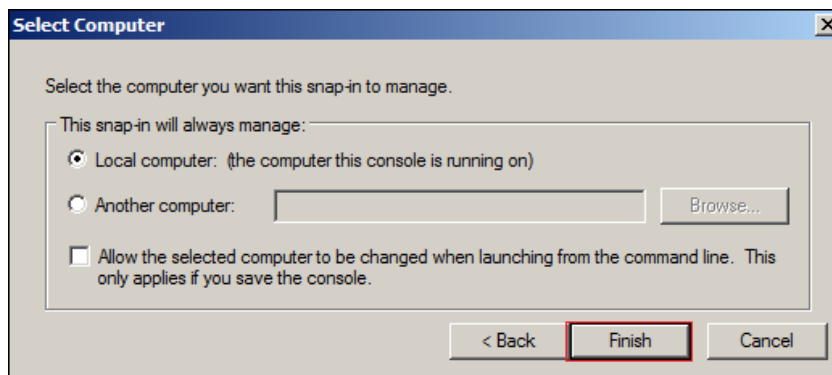 Select Computer
Select the computer you want this snap-in to manage.
This snap-in will always manage:
Local computer: (the computer this console is running on)
Another computer:
Browse...
Allow the selected computer to be changed when launching from the command line. This
only applies if you save the console.
< Back
Finish
Cancel